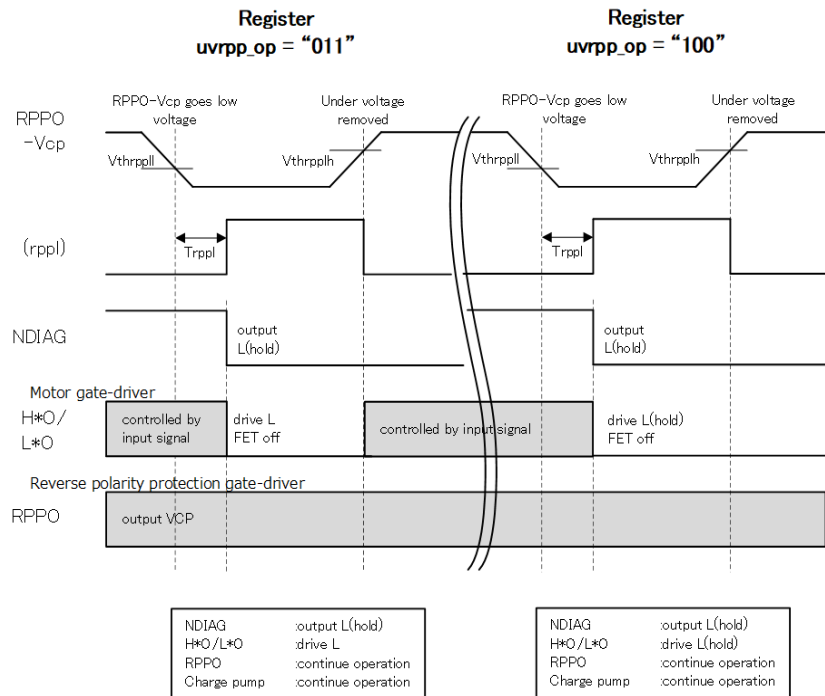 Register
uvrpp_op = “011”
Register
uvrpp_op = “100”
RPPO-Vcp goes low
voltage
Under voltage
removed
RPPO-Vcp goes low
voltage
Under voltage
removed
RPPO
-Vcp
Vthrppll
Vthrpplh
Vthrppll
Vthrpplh
(rppl)
Trppl
Trppl
NDIAG
output
L(hold)
output
L(hold)
Motor gate-driver
H*O/
L*O
controlled by
input signal
drive L
FET off
controlled by input signal
drive L(hold)
FET off
Reverse polarity protection gate-driver
RPPO
output VCP
NDIAG :output L(hold)
H*O/L*O :drive L
RPPO :continue operation
Charge pump :continue operation
NDIAG :output L(hold)
H*O/L*O :drive L(hold)
RPPO :continue operation
Charge pump :continue operation